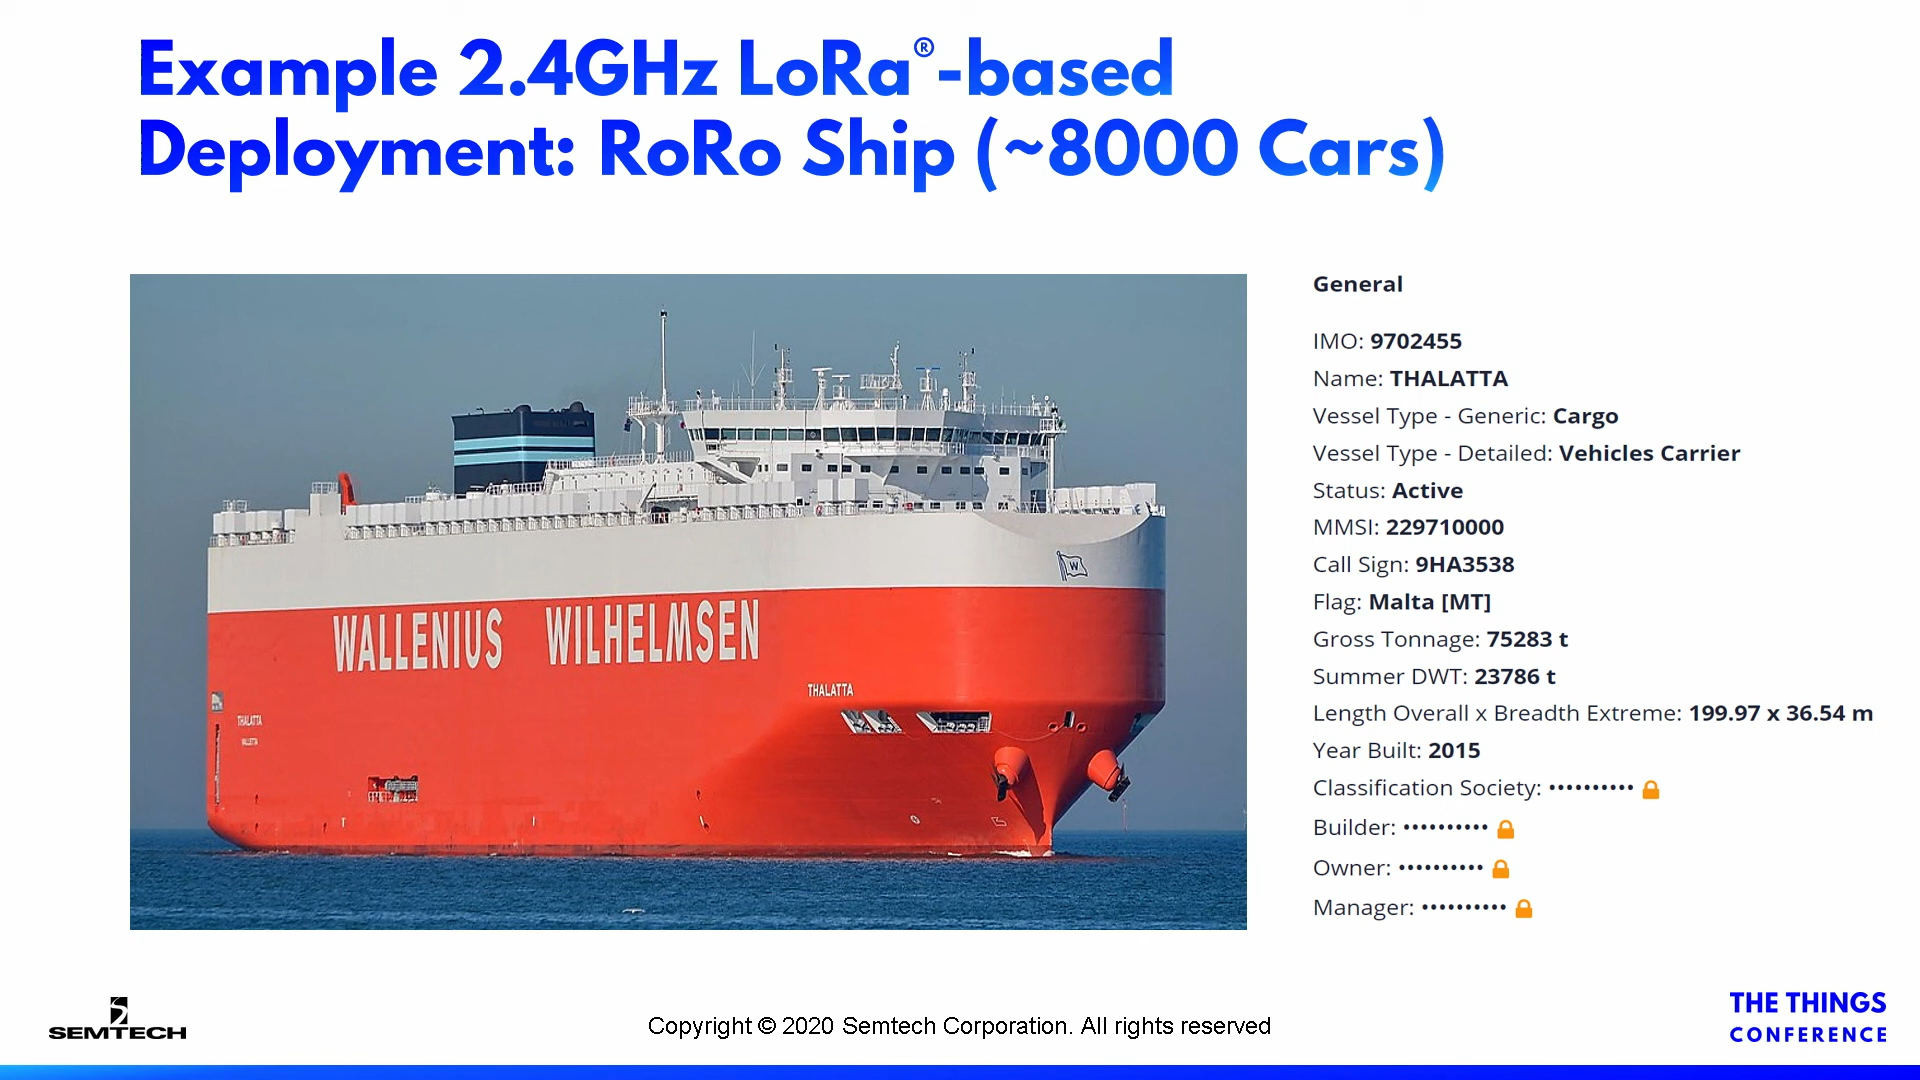 Example 2.4GHz LoRa®-based
Deployment: RoRo Ship (~8000 Cars)
WALLENIUS WILHELMSEN
THALATTA
THALATTA
VALLETTA
W
General
IMO: 9702455
Name: THALATTA
Vessel Type - Generic: Cargo
Vessel Type - Detailed: Vehicles Carrier
Status: Active
MMSI: 229710000
Call Sign: 9HA3538
Flag: Malta [MT]
Gross Tonnage: 75283 t
Summer DWT: 23786 t
Length Overall x Breadth Extreme: 199.97 x 36.54 m
Year Built: 2015
Classification Society: ••••••••••
Builder: ••••••••••
Owner: ••••••••••
Manager: ••••••••••
SEMTECH
Copyright © 2020 Semtech Corporation. All rights reserved
THE THINGS
CONFERENCE